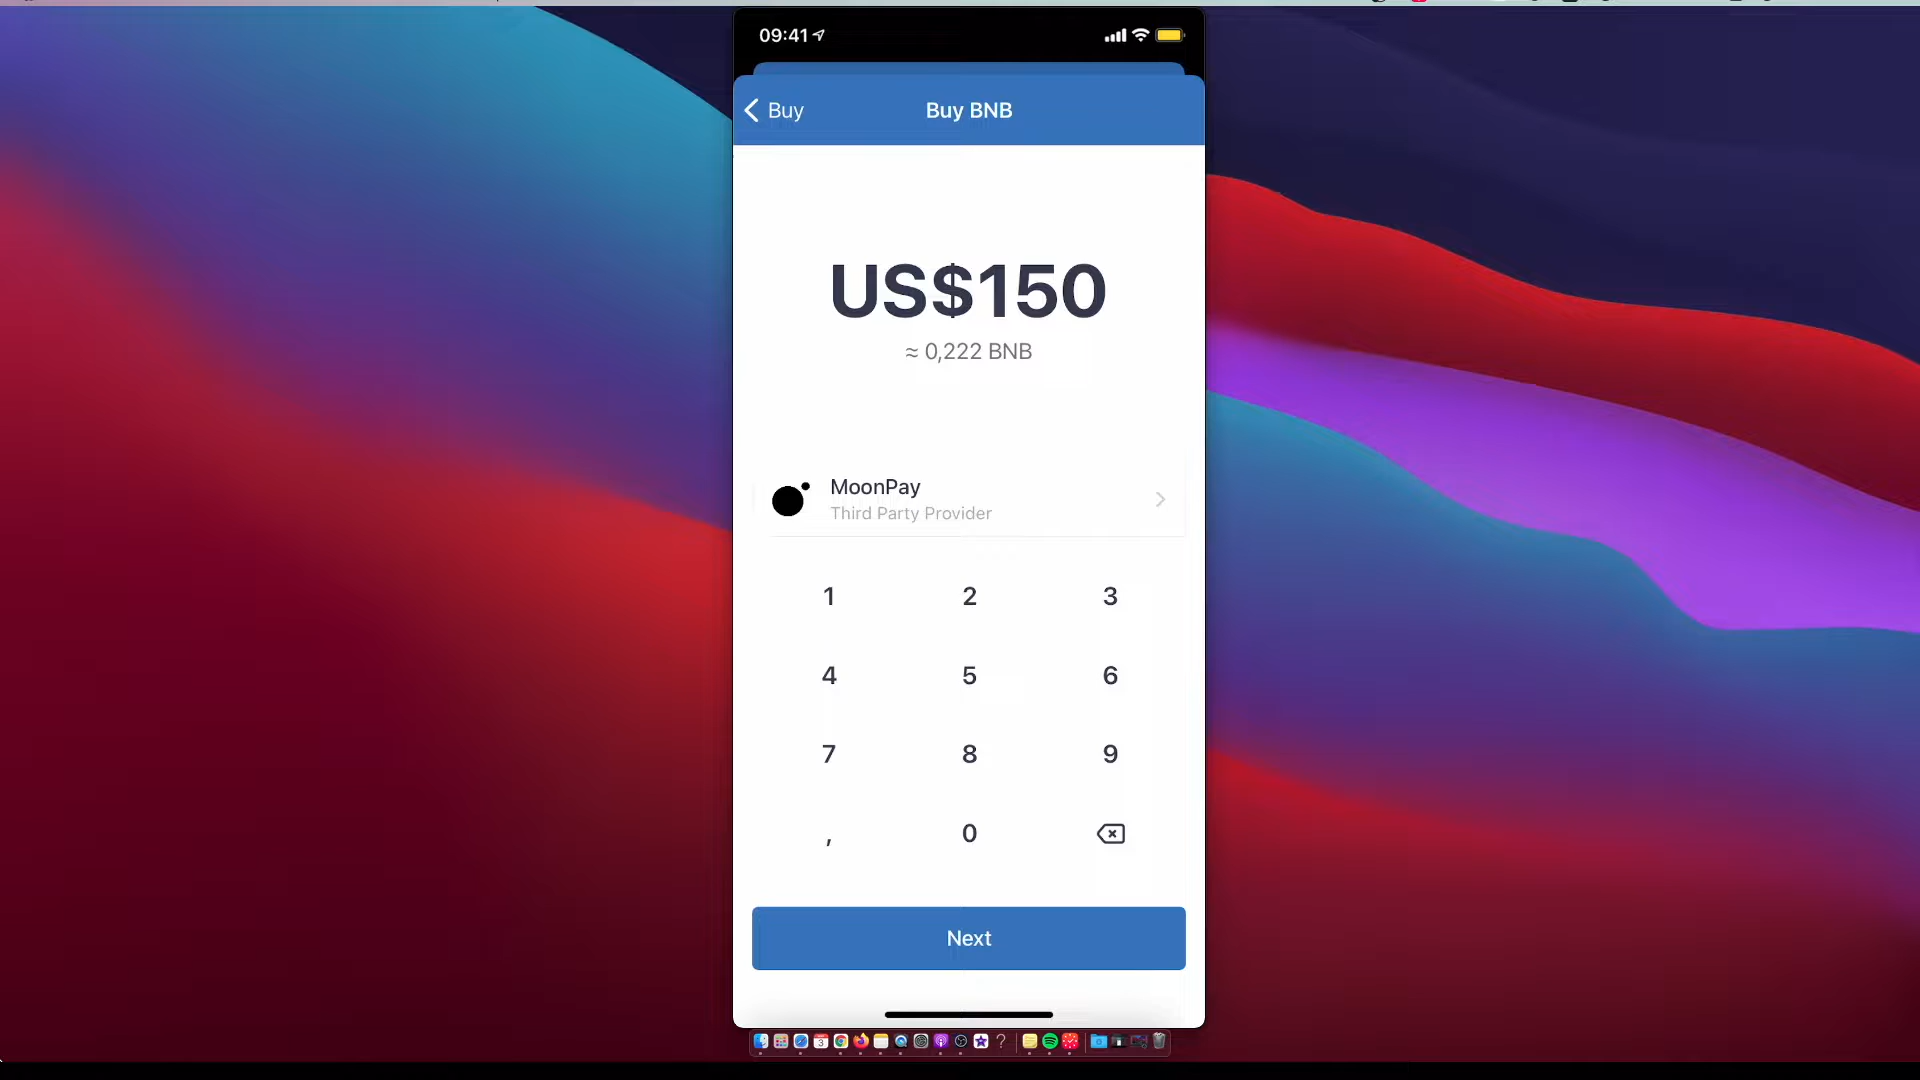 09:41
Buy
Buy BNB
US$150
≈ 0,222 BNB
MoonPay
Third Party Provider
1 2 3
4 5 6
7 8 9
, 0
Next
3